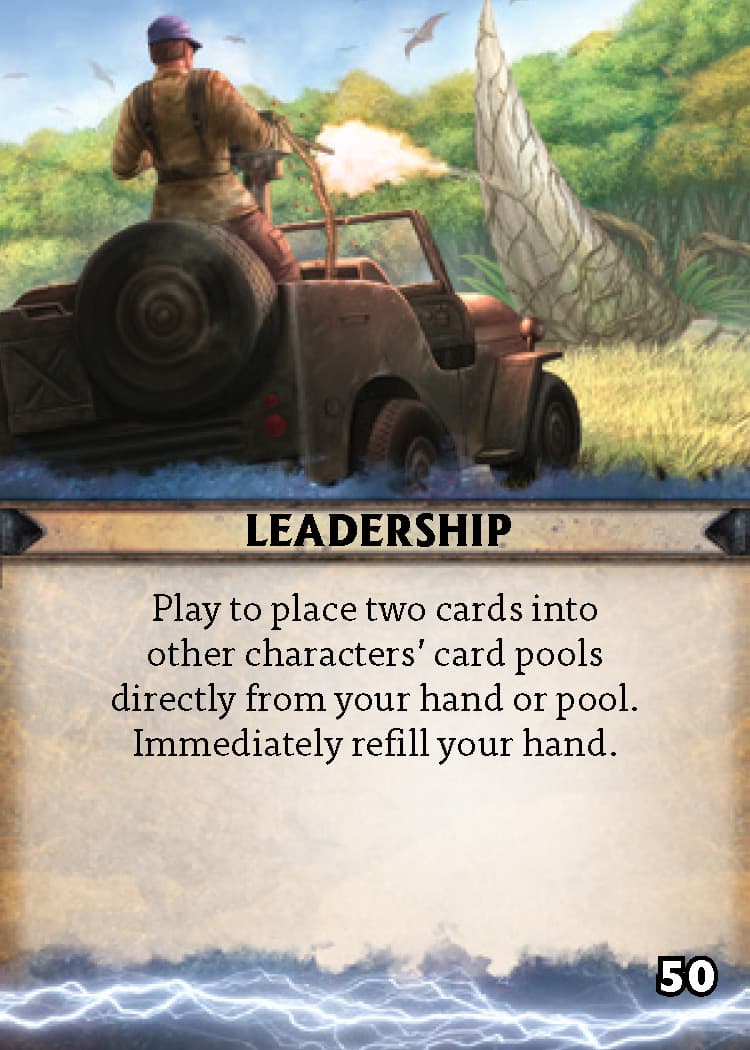 LEADERSHIP
Play to place two cards into
other characters’ card pools
directly from your hand or pool.
Immediately refill your hand.
50